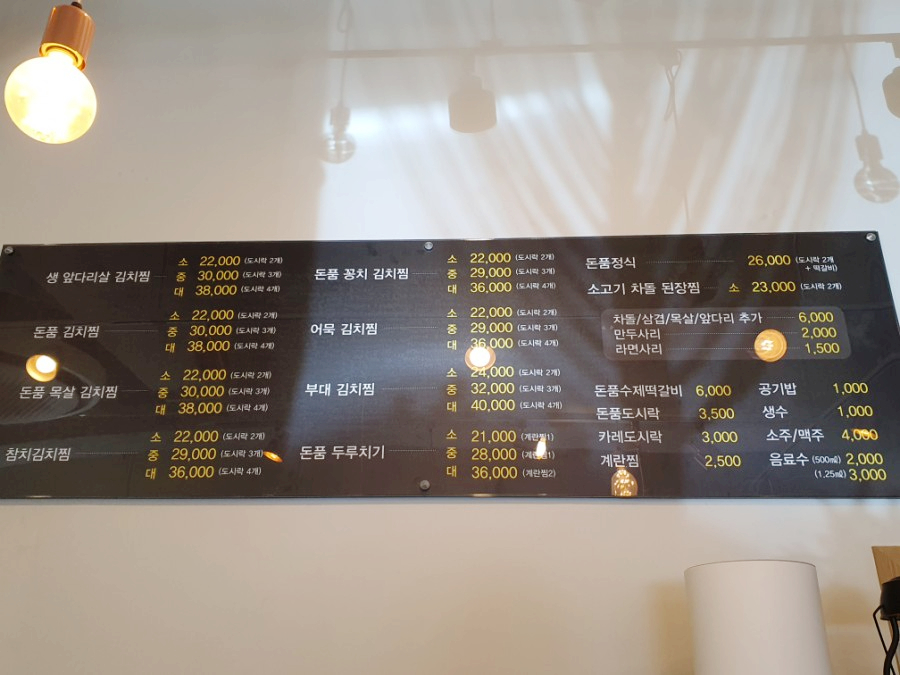 생 앞다리살 김치찜
소 22,000 (도시락 2개)
중 30,000 (도시락 3개)
대 38,000 (도시락 4개)
돈품 김치찜
소 22,000 (도시락 2개)
중 30,000 (도시락 3개)
대 38,000 (도시락 4개)
돈품 목살 김치찜
소 22,000 (도시락 2개)
중 30,000 (도시락 3개)
대 38,000 (도시락 4개)
참치김치찜
소 22,000 (도시락 2개)
중 29,000 (도시락 3개)
대 36,000 (도시락 4개)
돈품 꽁치 김치찜
소 22,000 (도시락 2개)
중 29,000 (도시락 3개)
대 36,000 (도시락 4개)
어묵 김치찜
소 22,000 (도시락 2개)
중 29,000 (도시락 3개)
대 36,000 (도시락 4개)
부대 김치찜
소 24,000 (도시락 2개)
중 32,000 (도시락 3개)
대 40,000 (도시락 4개)
돈품 두루치기
소 21,000 (계란찜1)
중 28,000 (계란찜1)
대 36,000 (계란찜2)
돈품정식 26,000 (도시락 2개
+ 떡갈비)
소고기 차돌 된장찜 소 23,000 (도시락 2개)
차돌/삼겹/목살/앞다리 추가 6,000
만두사리 2,000
라면사리 1,500
돈품수제떡갈비 6,000
돈품도시락 3,500
카레도시락 3,000
계란찜 2,500
공기밥 1,000
생수 1,000
소주/맥주 4,000
음료수 (500㎖) 2,000
(1.25㎖) 3,000